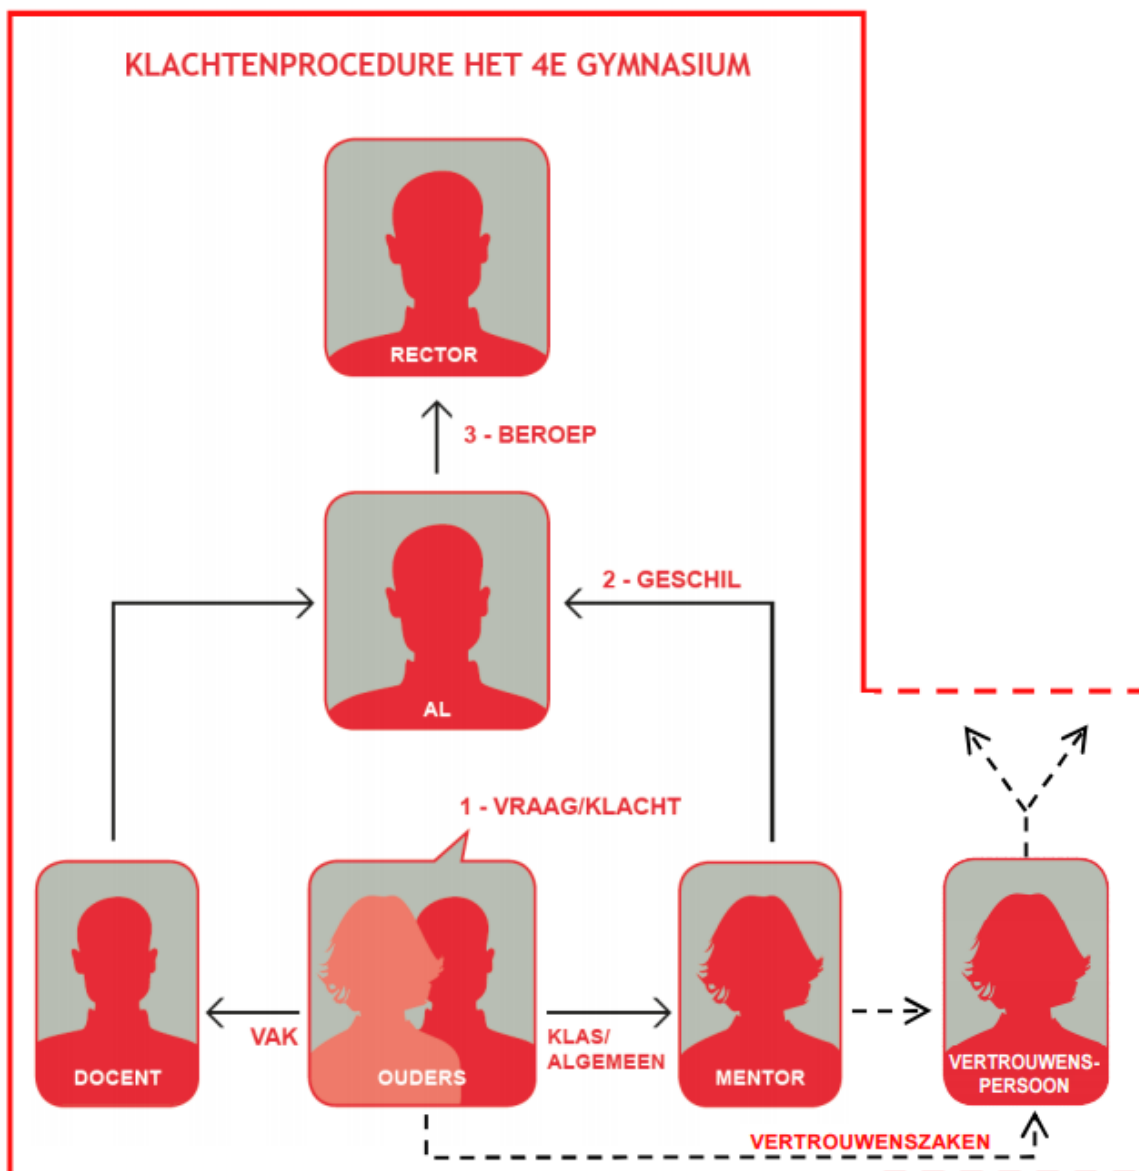 KLACHTENPROCEDURE HET 4E GYMNASIUM
RECTOR
3 - BEROEP
2 - GESCHIL
AL
1 - VRAAG/KLACHT
VAK
KLAS/
ALGEMEEN
DOCENT
OUDERS
MENTOR
VERTROUWENS-
PERSOON
VERTROUWENSZAKEN